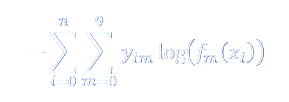 $-\sum_{i=0}^{n} \sum_{m=0}^{9} y_{im} \log(f_m(x_i))$